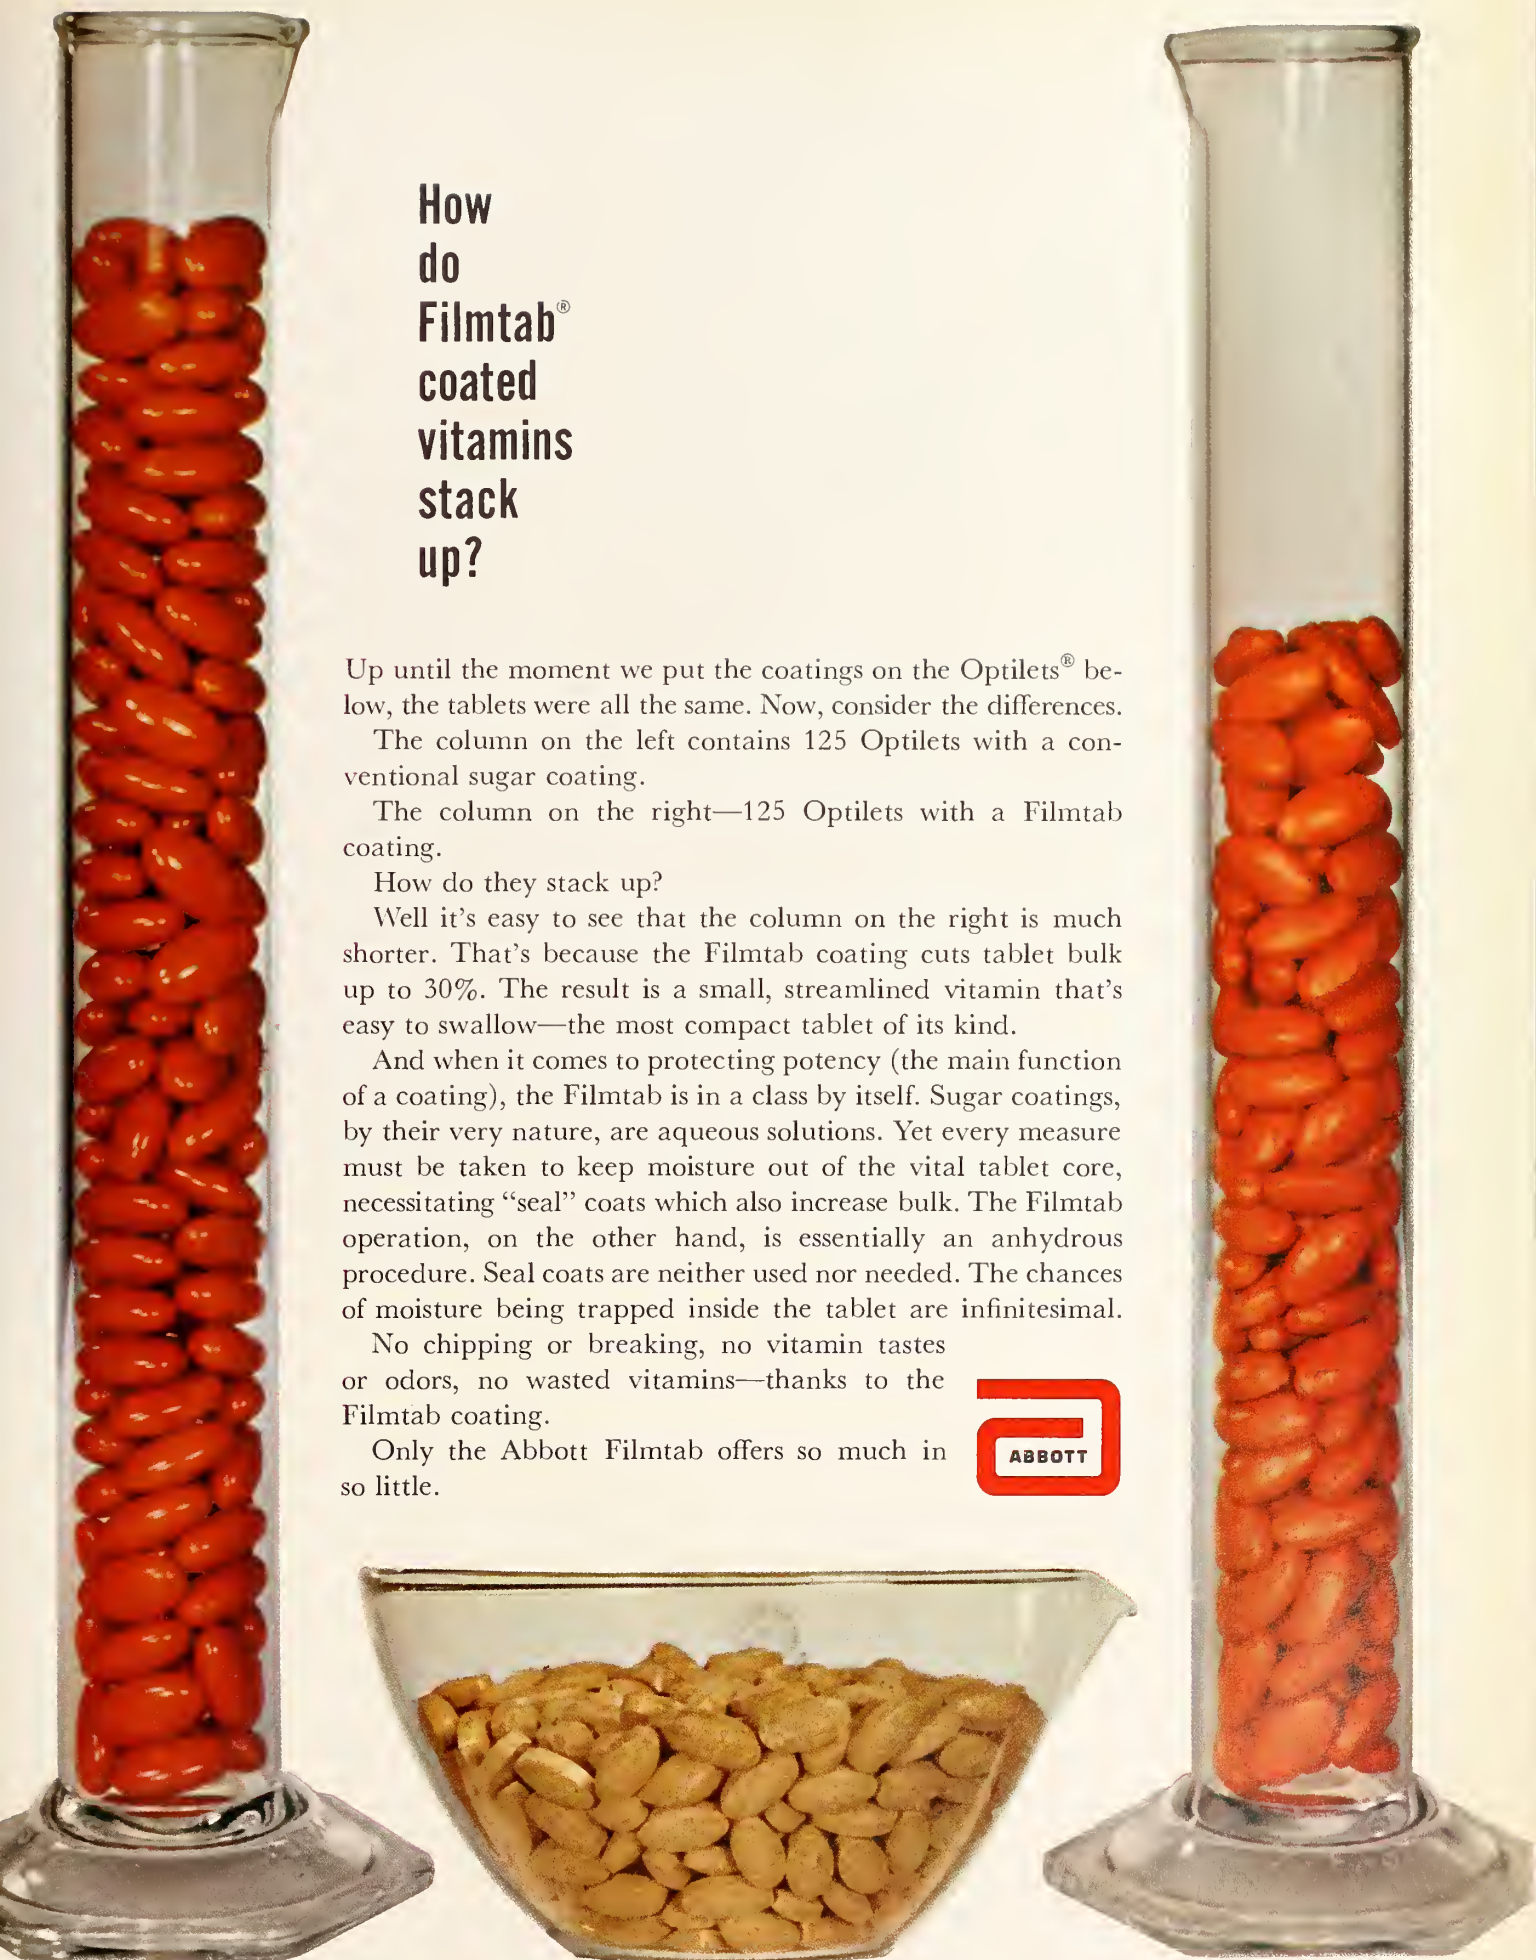 How
do
Filmtab®
coated
vitamins
stack
up?
Up until the moment we put the coatings on the Optilets® be-
low, the tablets were all the same. Now, consider the differences.
The column on the left contains 125 Optilets with a con-
ventional sugar coating.
The column on the right—125 Optilets with a Filmtab
coating.
How do they stack up?
Well it's easy to see that the column on the right is much
shorter. That's because the Filmtab coating cuts tablet bulk
up to 30%. The result is a small, streamlined vitamin that's
easy to swallow—the most compact tablet of its kind.
And when it comes to protecting potency (the main function
of a coating), the Filmtab is in a class by itself. Sugar coatings,
by their very nature, are aqueous solutions. Yet every measure
must be taken to keep moisture out of the vital tablet core,
necessitating “seal” coats which also increase bulk. The Filmtab
operation, on the other hand, is essentially an anhydrous
procedure. Seal coats are neither used nor needed. The chances
of moisture being trapped inside the tablet are infinitesimal.
No chipping or breaking, no vitamin tastes
or odors, no wasted vitamins—thanks to the
Filmtab coating.
Only the Abbott Filmtab offers so much in
so little.
ABBOTT